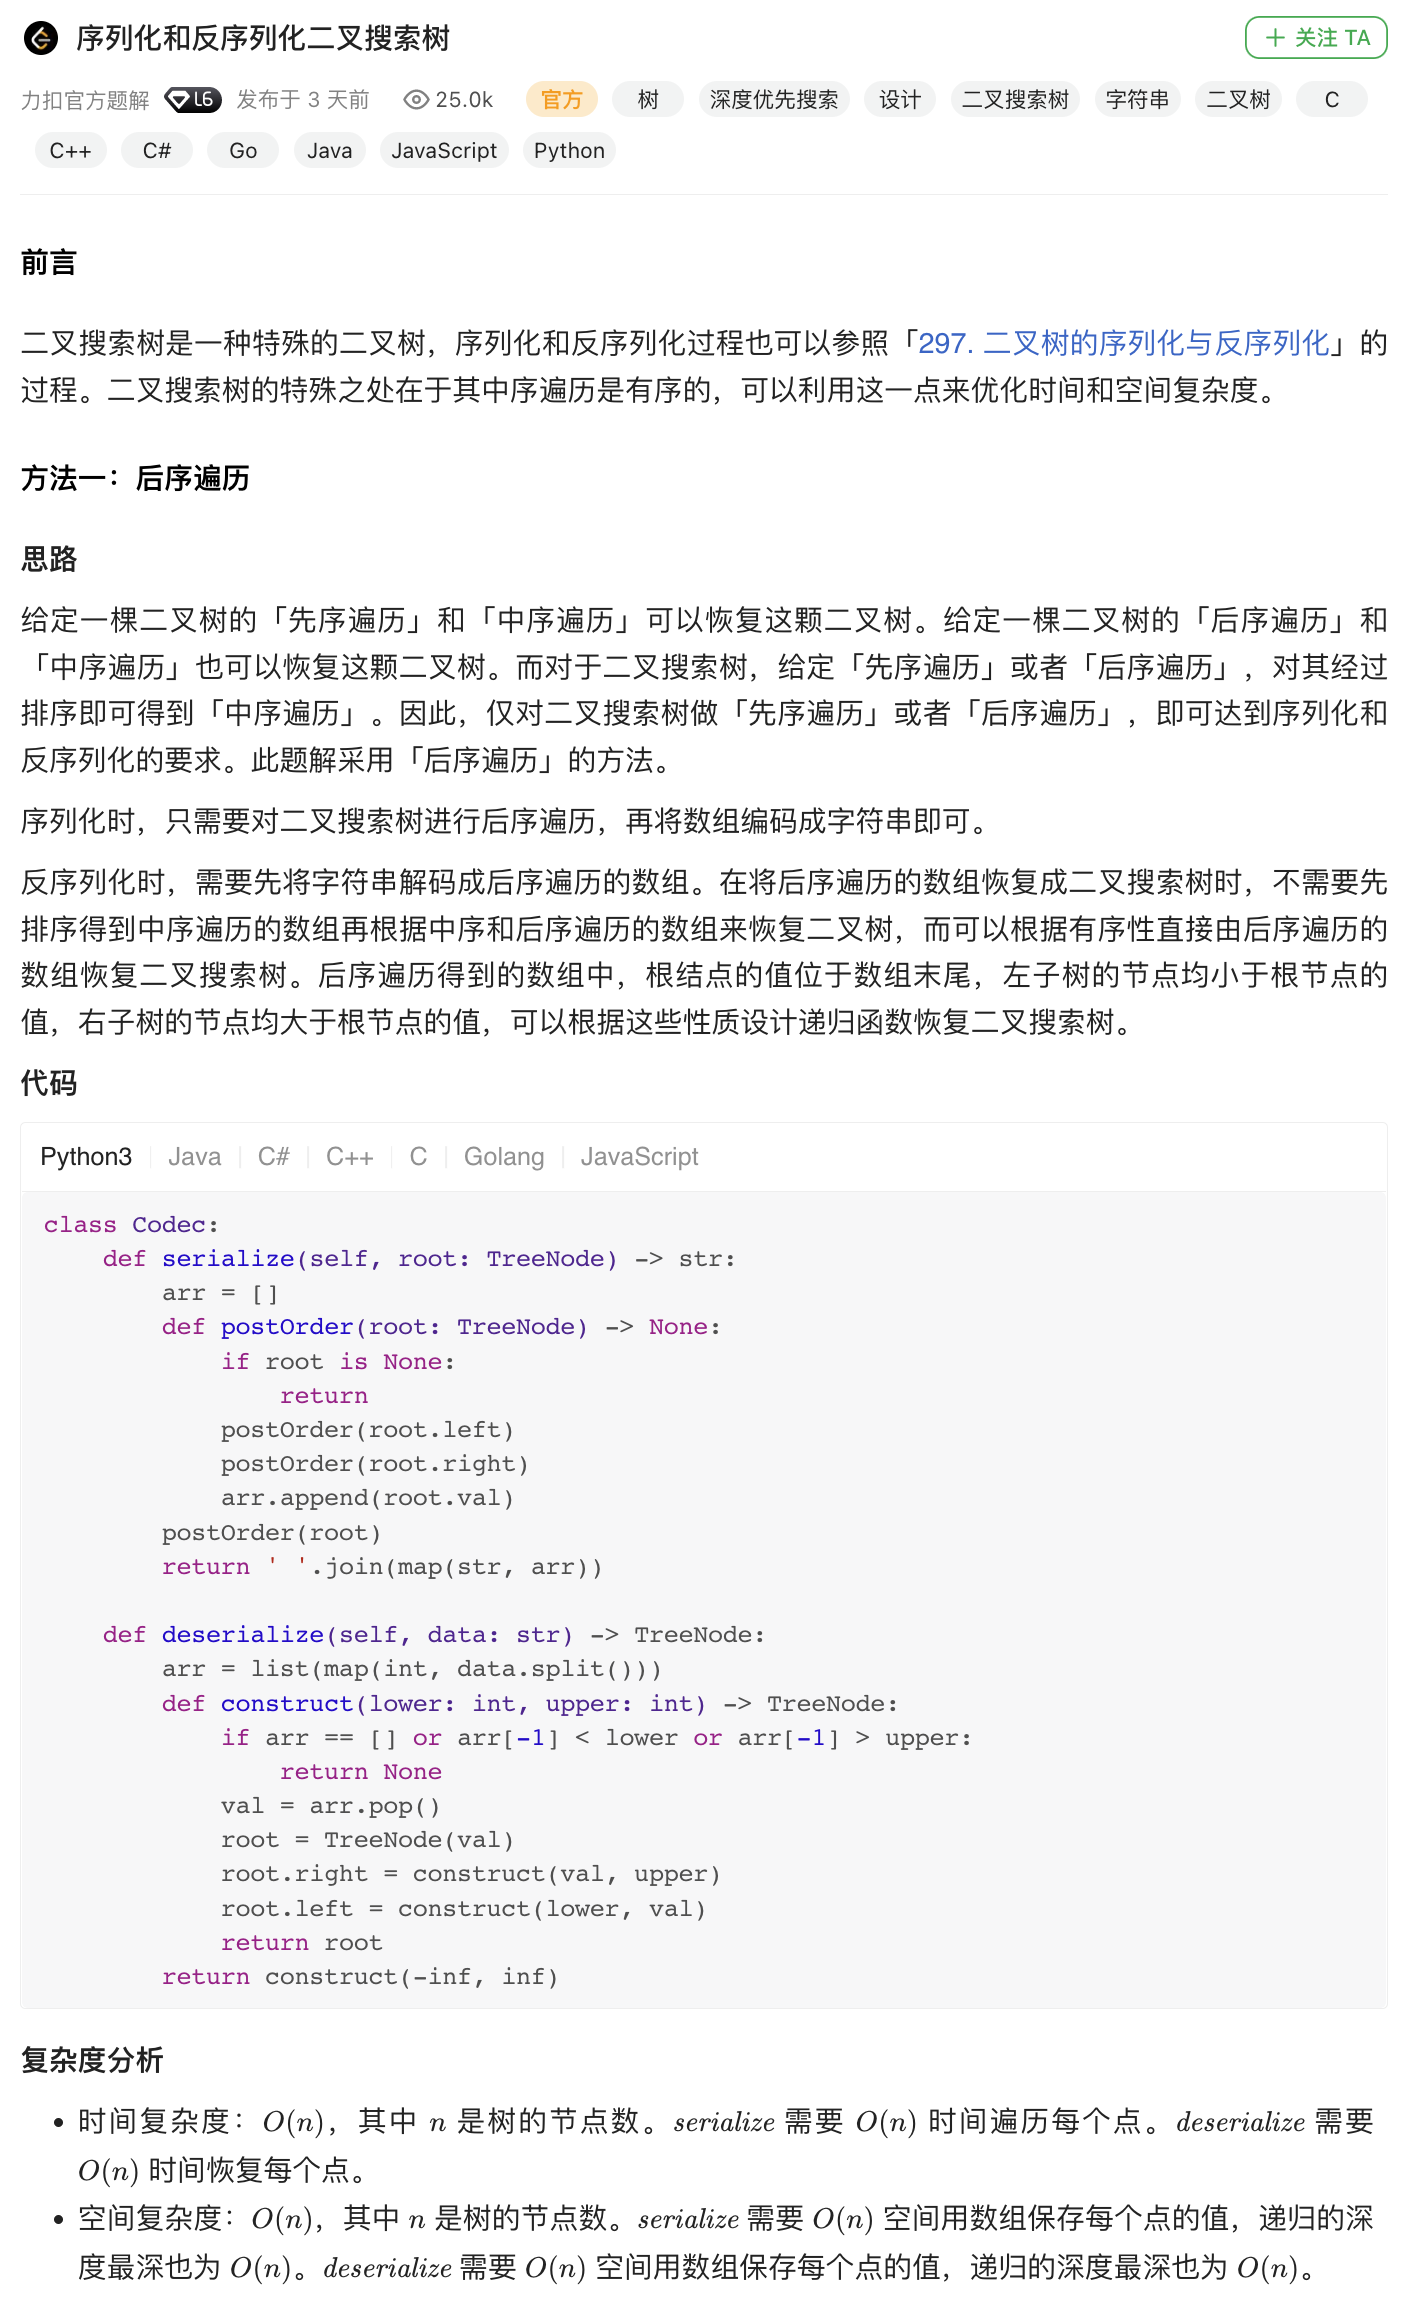 序列化和反序列化二叉搜索树
＋ 关注 TA
力扣官方题解 L6 发布于 3 天前 25.0k 官方 树 深度优先搜索 设计 二叉搜索树 字符串 二叉树 C
C++ C# Go Java JavaScript Python
前言
二叉搜索树是一种特殊的二叉树，序列化和反序列化过程也可以参照「297. 二叉树的序列化与反序列化」的
过程。二叉搜索树的特殊之处在于其中序遍历是有序的，可以利用这一点来优化时间和空间复杂度。
方法一：后序遍历
思路
给定一棵二叉树的「先序遍历」和「中序遍历」可以恢复这颗二叉树。给定一棵二叉树的「后序遍历」和
「中序遍历」也可以恢复这颗二叉树。而对于二叉搜索树，给定「先序遍历」或者「后序遍历」，对其经过
排序即可得到「中序遍历」。因此，仅对二叉搜索树做「先序遍历」或者「后序遍历」，即可达到序列化和
反序列化的要求。此题解采用「后序遍历」的方法。
序列化时，只需要对二叉搜索树进行后序遍历，再将数组编码成字符串即可。
反序列化时，需要先将字符串解码成后序遍历的数组。在将后序遍历的数组恢复成二叉搜索树时，不需要先
排序得到中序遍历的数组再根据中序和后序遍历的数组来恢复二叉树，而可以根据有序性直接由后序遍历的
数组恢复二叉搜索树。后序遍历得到的数组中，根结点的值位于数组末尾，左子树的节点均小于根节点的
值，右子树的节点均大于根节点的值，可以根据这些性质设计递归函数恢复二叉搜索树。
代码
Python3 Java C# C++ C Golang JavaScript
class Codec:
    def serialize(self, root: TreeNode) -> str:
        arr = []
        def postOrder(root: TreeNode) -> None:
            if root is None:
                return
            postOrder(root.left)
            postOrder(root.right)
            arr.append(root.val)
        postOrder(root)
        return ' '.join(map(str, arr))
    def deserialize(self, data: str) -> TreeNode:
        arr = list(map(int, data.split()))
        def construct(lower: int, upper: int) -> TreeNode:
            if arr == [] or arr[-1] < lower or arr[-1] > upper:
                return None
            val = arr.pop()
            root = TreeNode(val)
            root.right = construct(val, upper)
            root.left = construct(lower, val)
            return root
        return construct(-inf, inf)
复杂度分析
• 时间复杂度：O(n)，其中 n 是树的节点数。serialize 需要 O(n) 时间遍历每个点。deserialize 需要
O(n) 时间恢复每个点。
• 空间复杂度：O(n)，其中 n 是树的节点数。serialize 需要 O(n) 空间用数组保存每个点的值，递归的深
度最深也为 O(n)。deserialize 需要 O(n) 空间用数组保存每个点的值，递归的深度最深也为 O(n)。